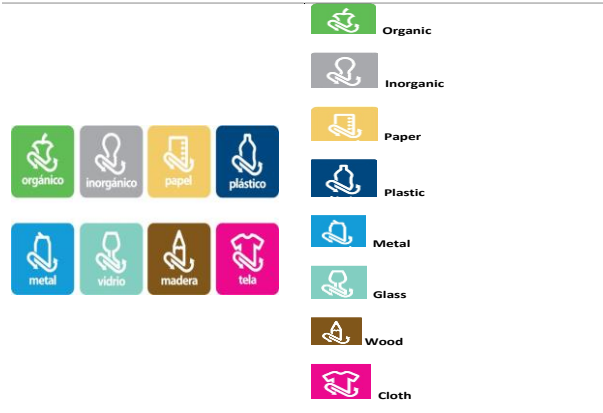 orgánico inorgánico papel plástico
metal vidrio madera tela
Organic
Inorganic
Paper
Plastic
Metal
Glass
Wood
Cloth